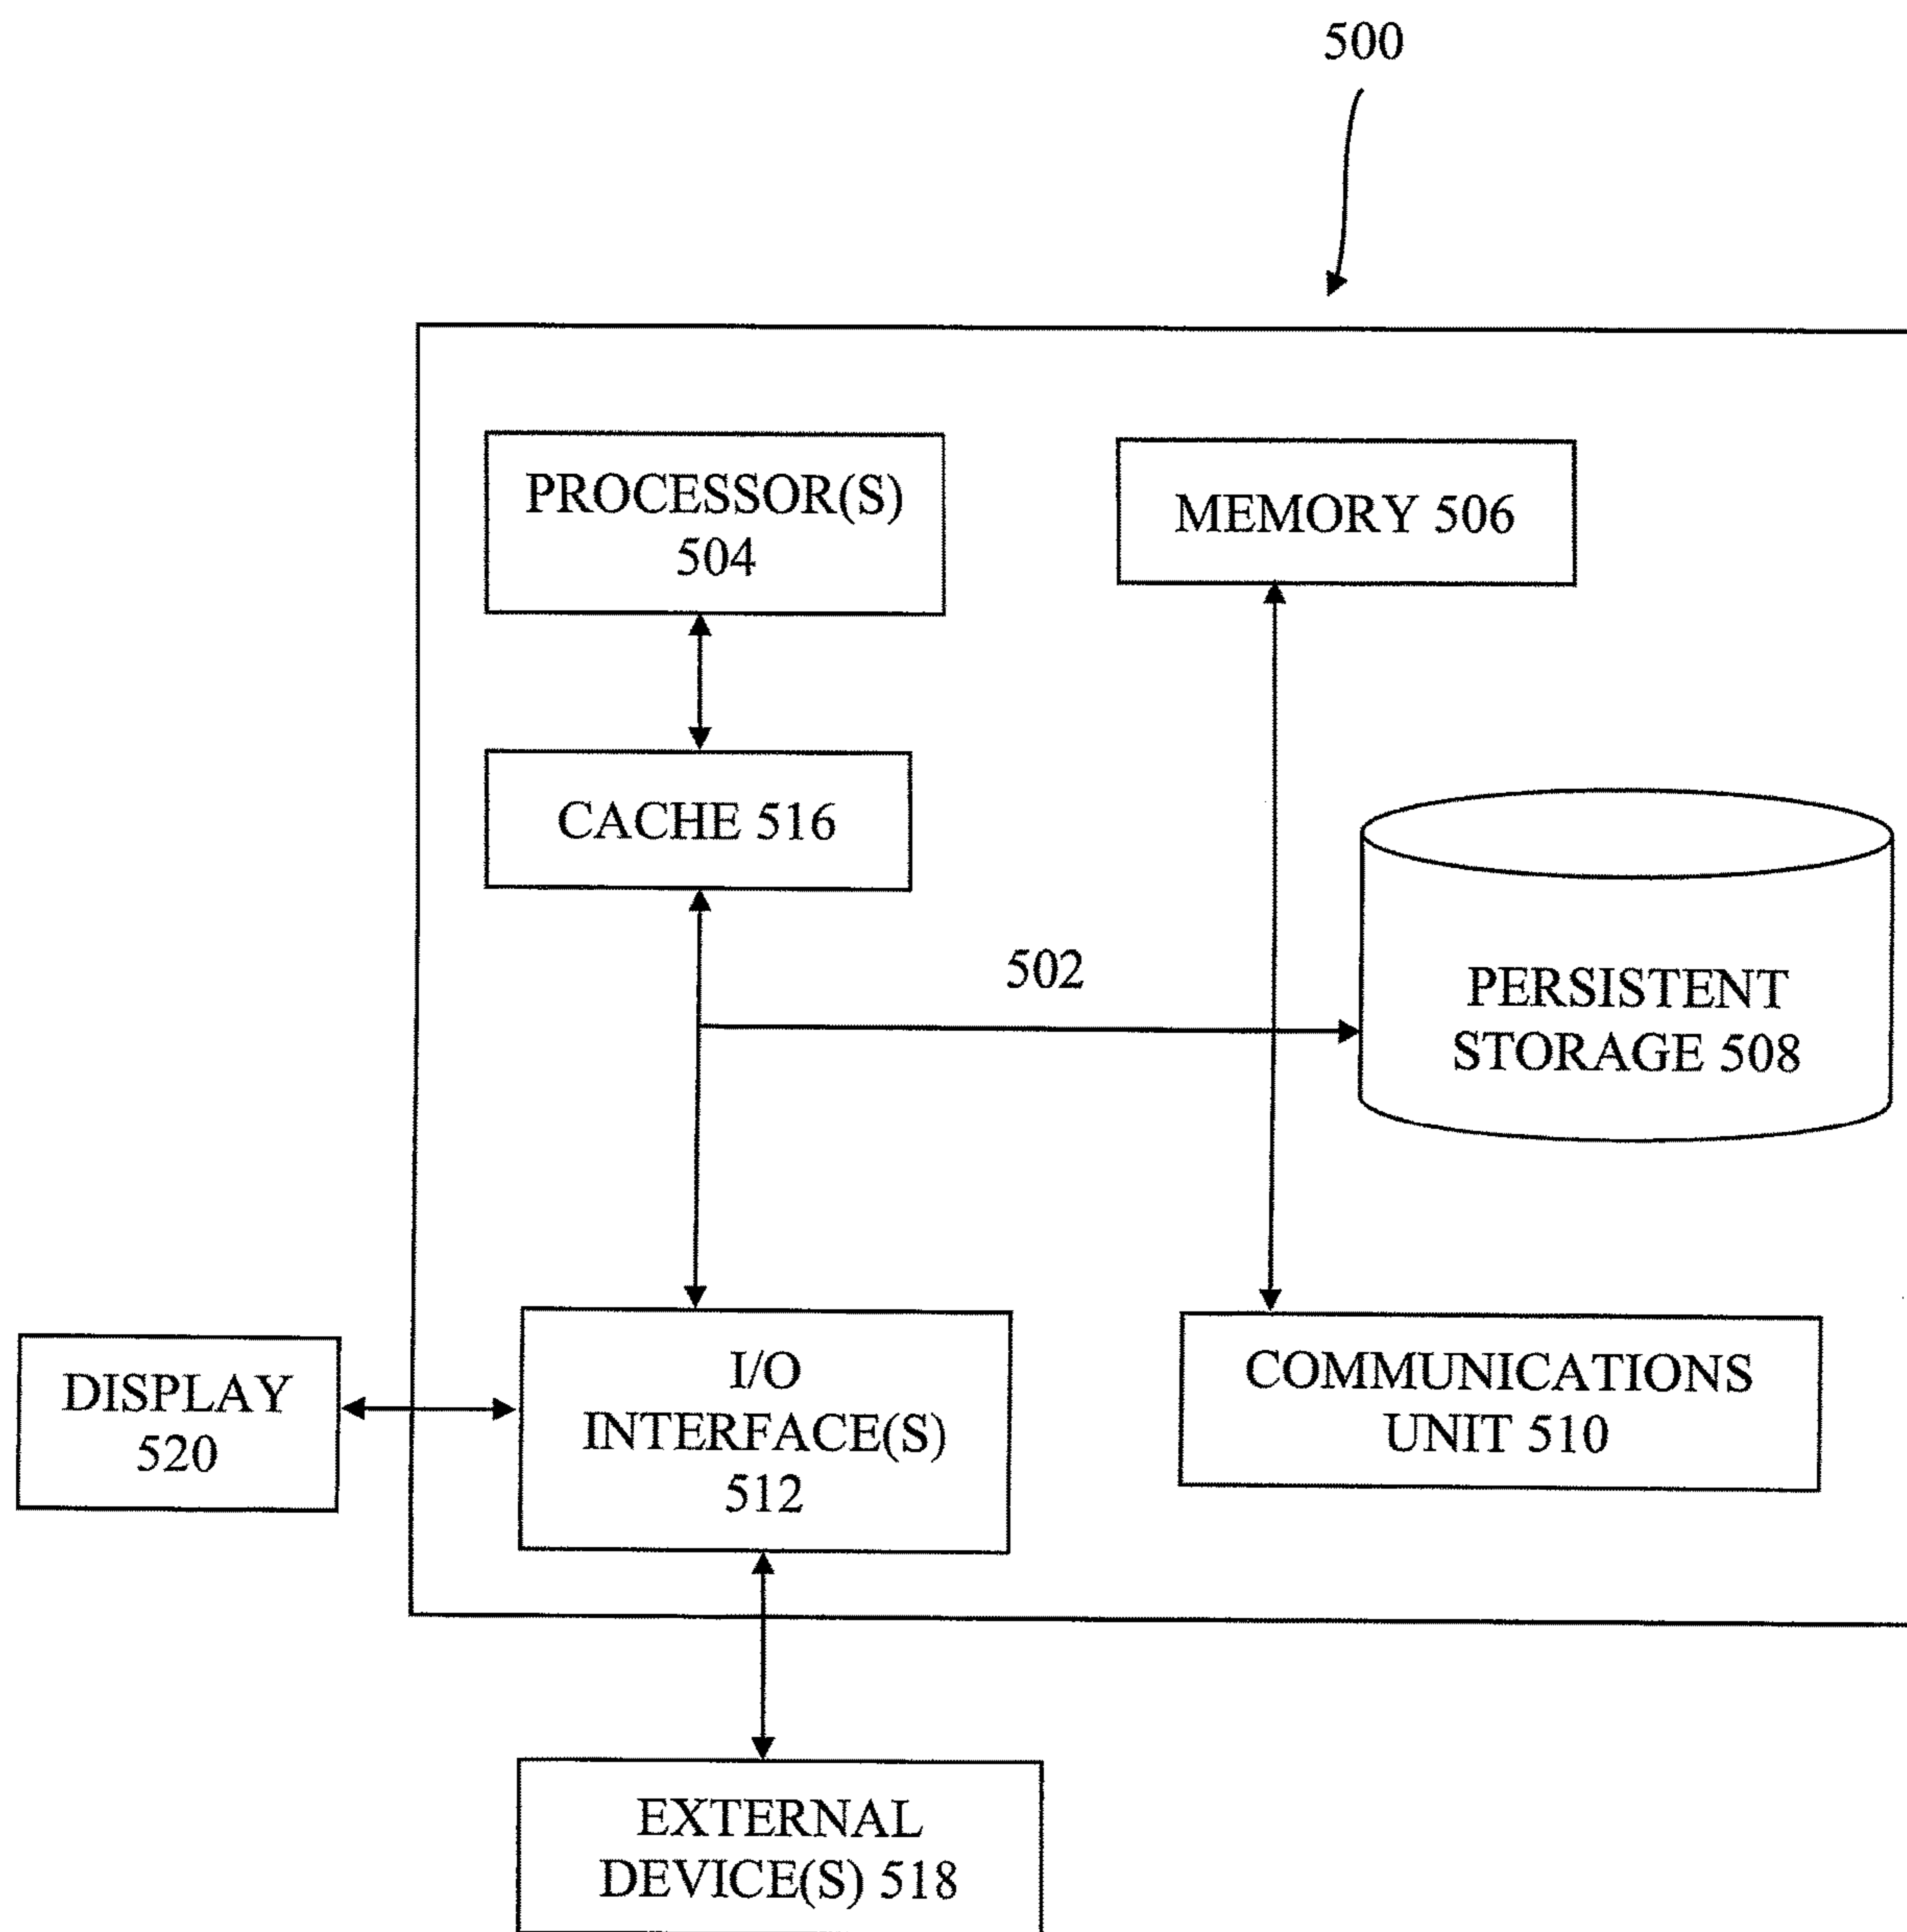 500
PROCESSOR(S)
504
MEMORY 506
CACHE 516
502
PERSISTENT
STORAGE 508
DISPLAY
520
I/O
INTERFACE(S)
512
COMMUNICATIONS
UNIT 510
EXTERNAL
DEVICE(S) 518